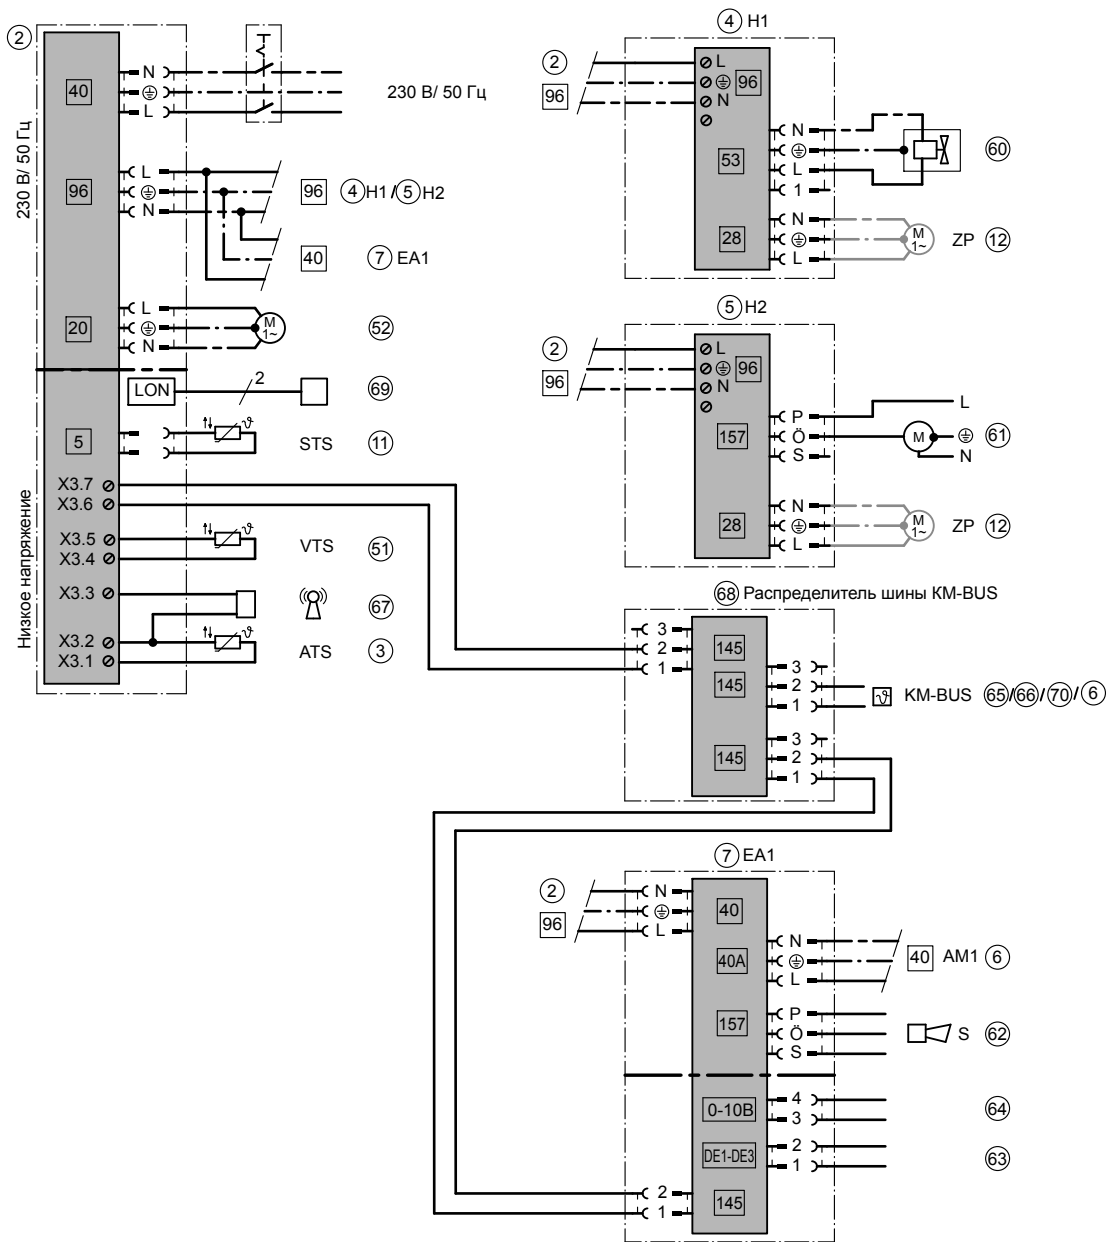 2
230 В/ 50 Гц
40
N
L
230 В/ 50 Гц
96
L
N
96 4 H1 / 5 H2
40 7 EA1
20
L
N
M
1~
52
LON
2
69
5
ϑ
STS 11
Низкое напряжение
X3.7
X3.6
X3.5
X3.4
ϑ
VTS 51
X3.3
67
X3.2
X3.1
ϑ
ATS 3
4 H1
2
96
L
N
96
53
N
L
1
60
28
N
L
M
1~
ZP 12
5 H2
2
96
L
N
96
157
P
Ö
S
M
L
N
61
28
N
L
M
1~
ZP 12
68 Распределитель шины KM-BUS
3
2
1
145
145
3
2
1
ϑ KM-BUS 65/66/70/6
145
3
2
1
7 EA1
2
96
N
L
40
40A
N
L
40 AM1 6
157
P
Ö
S
S 62
0-10В
4
3
64
DE1-DE3
2
1
63
2
1
145